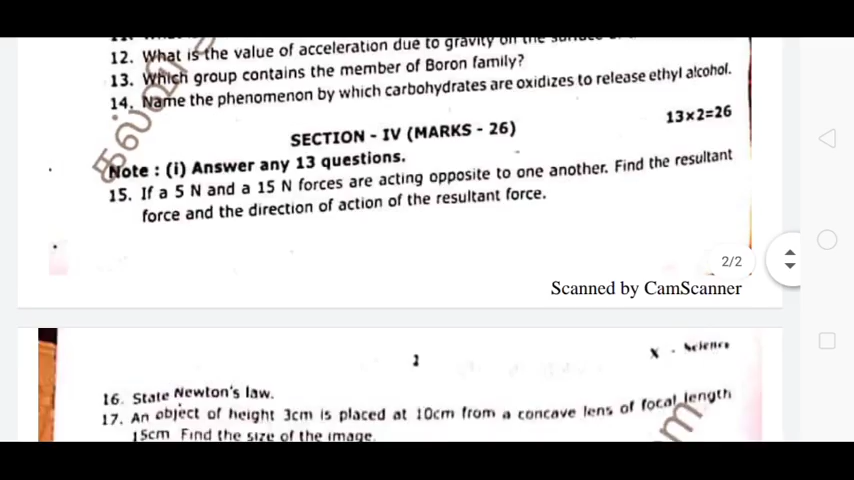 12. What is the value of acceleration due to gravity on the surface
13. Which group contains the member of Boron family?
14. Name the phenomenon by which carbohydrates are oxidizes to release ethyl alcohol.
SECTION - IV (MARKS - 26)
13×2=26
Note : (i) Answer any 13 questions.
15. If a 5 N and a 15 N forces are acting opposite to one another. Find the resultant
force and the direction of action of the resultant force.
2/2
Scanned by CamScanner
2
X - Science
16. State Newton's law.
17. An object of height 3cm is placed at 10cm from a concave lens of focal length
15cm Find the size of the image.
கல்வி